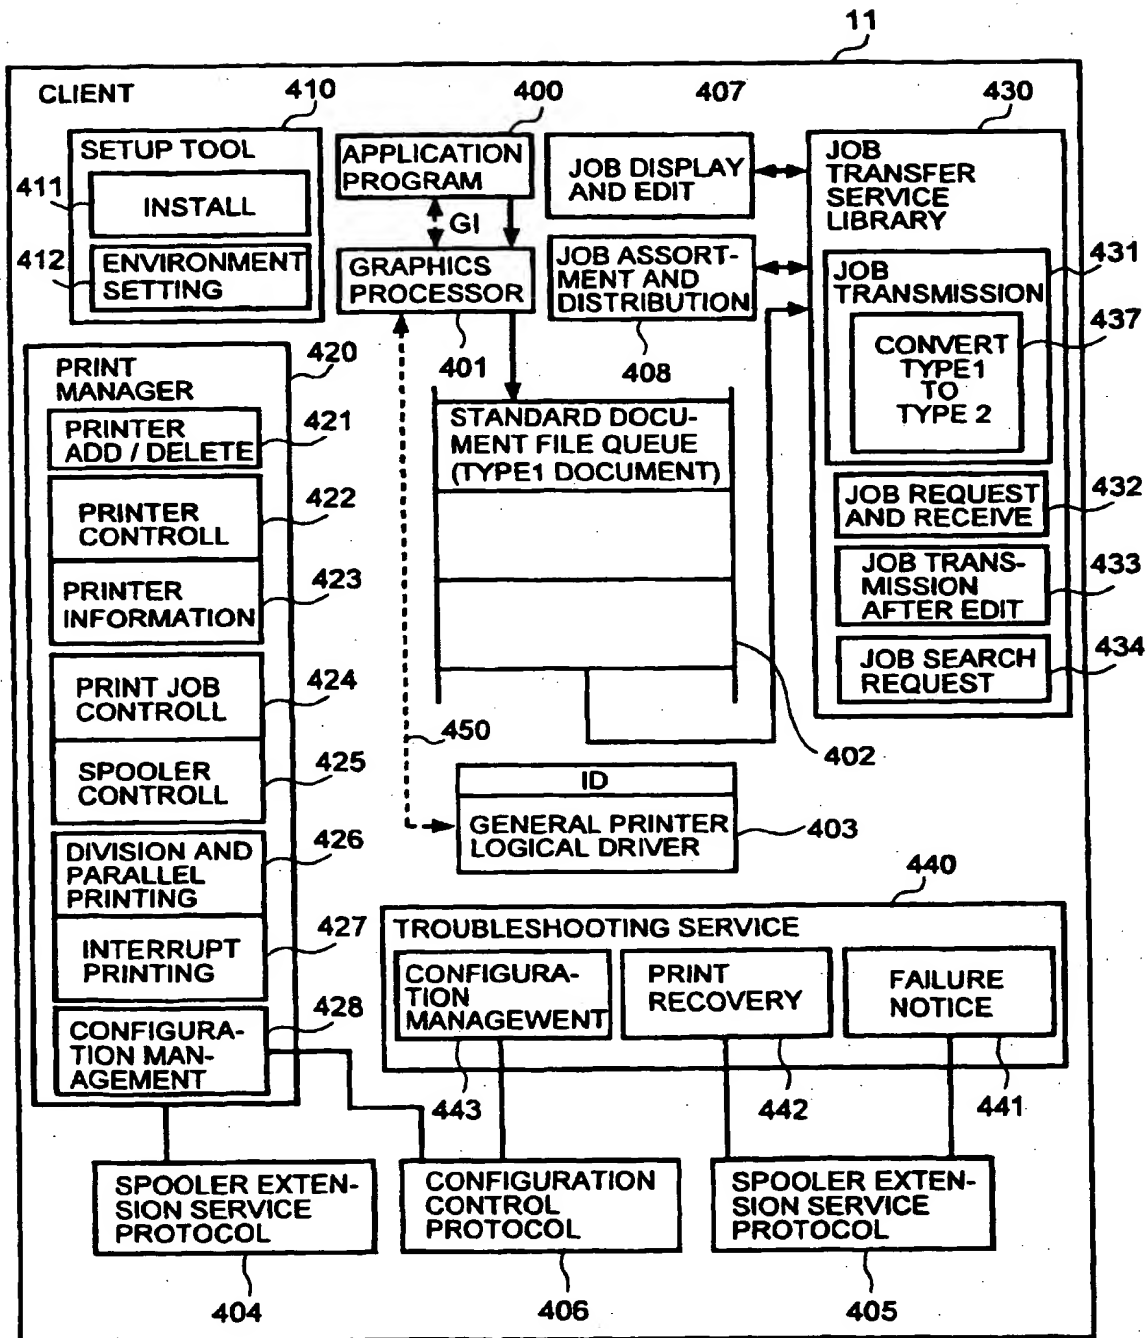 11
CLIENT
410
400
407
430
SETUP TOOL
411
INSTALL
412
ENVIRONMENT
SETTING
APPLICATION
PROGRAM
GI
GRAPHICS
PROCESSOR
401
JOB DISPLAY
AND EDIT
JOB ASSORT-
MENT AND
DISTRIBUTION
408
JOB
TRANSFER
SERVICE
LIBRARY
431
JOB
TRANSMISSION
437
CONVERT
TYPE1
TO
TYPE 2
JOB REQUEST
AND RECEIVE
432
JOB TRANS-
MISSION
AFTER EDIT
433
JOB SEARCH
REQUEST
434
PRINT
MANAGER
420
PRINTER
ADD / DELETE
421
PRINTER
CONTROLL
422
PRINTER
INFORMATION
423
PRINT JOB
CONTROLL
424
SPOOLER
CONTROLL
425
DIVISION AND
PARALLEL
PRINTING
426
INTERRUPT
PRINTING
427
CONFIGURA-
TION MAN-
AGEMENT
428
STANDARD DOCU-
MENT FILE QUEUE
(TYPE1 DOCUMENT)
450
402
ID
GENERAL PRINTER
LOGICAL DRIVER
403
440
TROUBLESHOOTING SERVICE
CONFIGURA-
TION
MANAGEWENT
PRINT
RECOVERY
FAILURE
NOTICE
443
442
441
SPOOLER EXTEN-
SION SERVICE
PROTOCOL
CONFIGURATION
CONTROL
PROTOCOL
SPOOLER EXTEN-
SION SERVICE
PROTOCOL
404
406
405